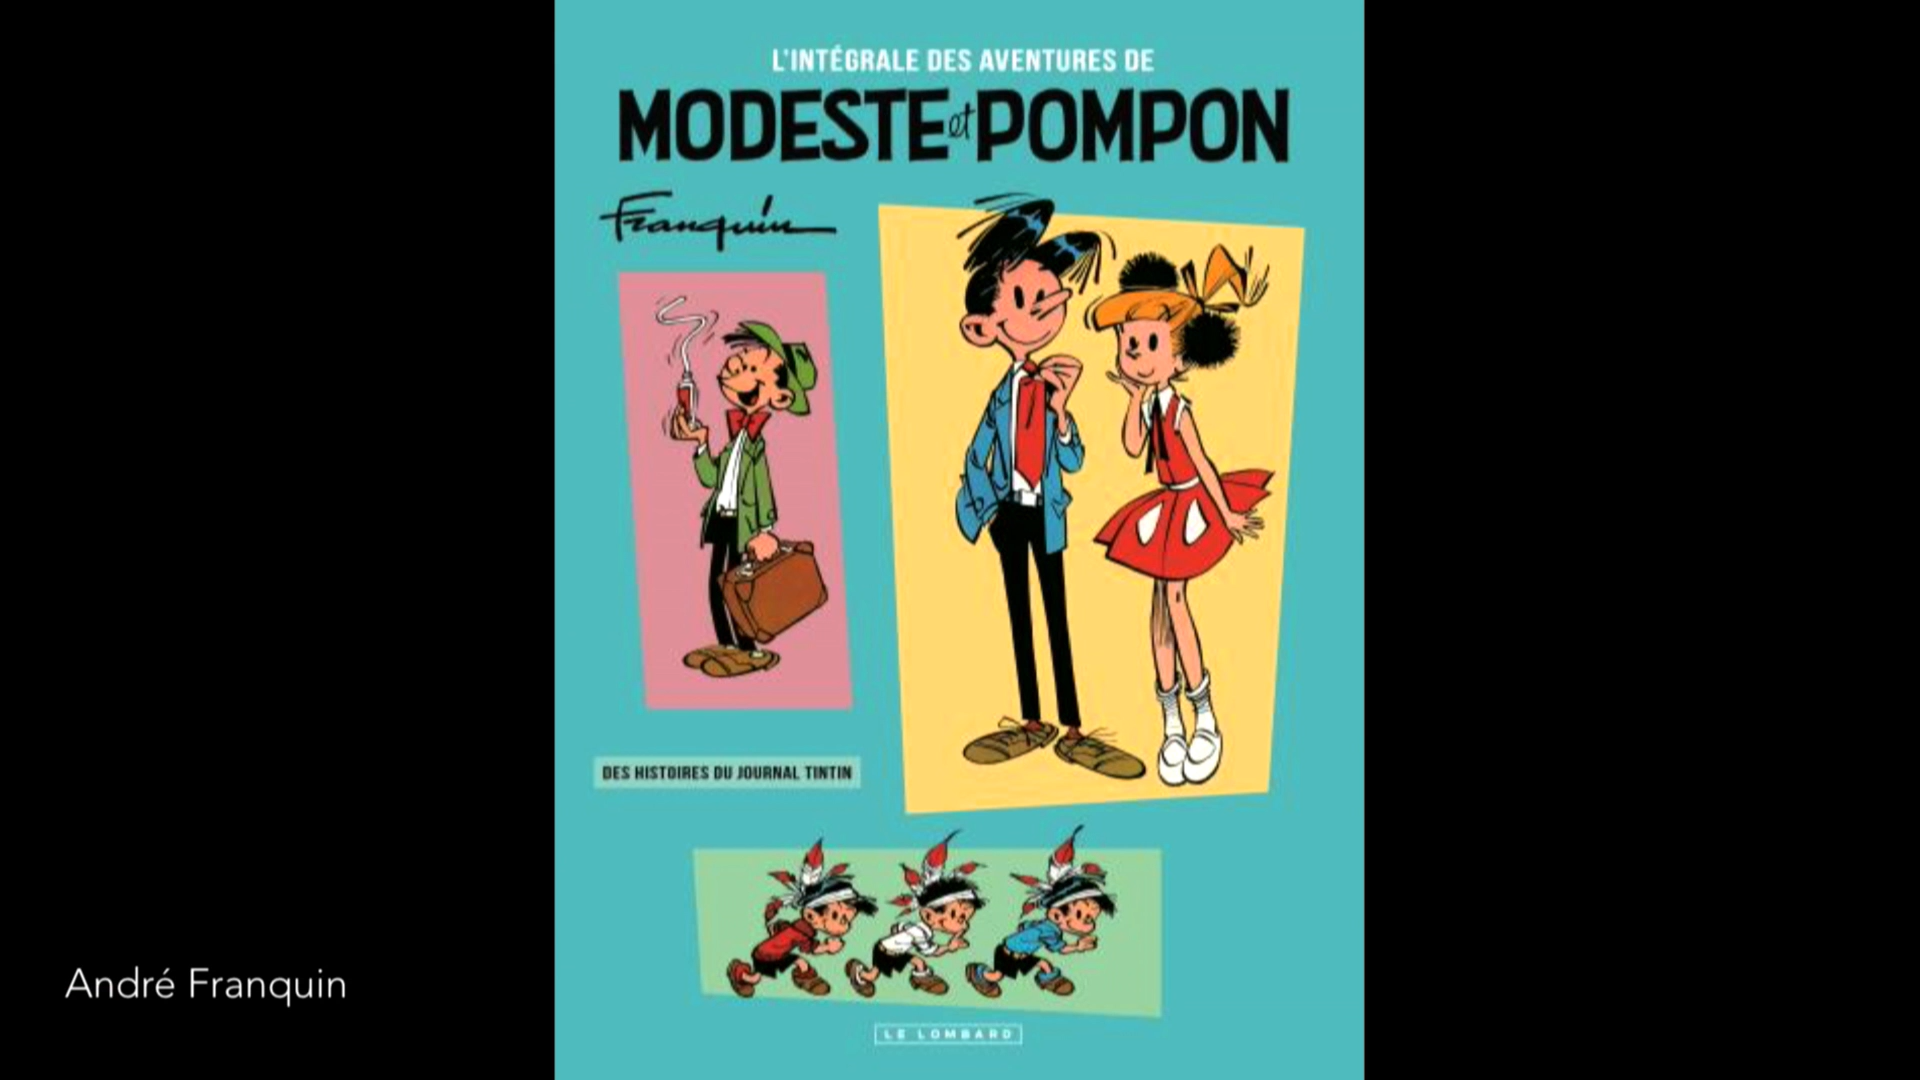 L'INTÉGRALE DES AVENTURES DE
MODESTE et POMPON
Franquin
DES HISTOIRES DU JOURNAL TINTIN
LE LOMBARD
André Franquin